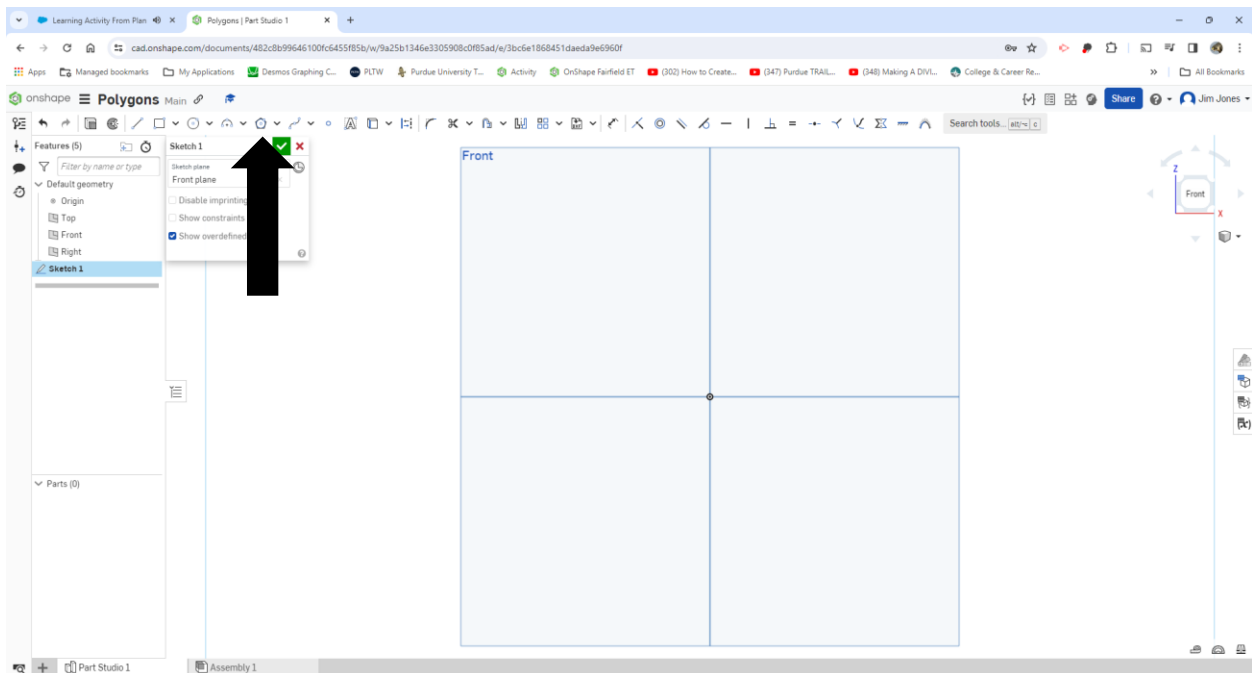 Learning Activity From Plan
Polygons | Part Studio 1
cad.onshape.com/documents/482c8b99646100fc6455f85b/w/9a25b1346e3305908c0f85ad/e/3bc6e1868451daeda9e6960f
Apps Managed bookmarks My Applications Desmos Graphing C... PLTW Purdue University T... Activity OnShape Fairfield ET (302) How to Create... (347) Purdue TRAIL... (348) Making A DIVI... College & Career Re... » All Bookmarks
onshape Polygons Main Share Jim Jones
Search tools... alt/⌥ c
Features (5)
Filter by name or type
Default geometry
Origin
Top
Front
Right
Sketch 1
Parts (0)
Sketch 1
Sketch plane
Front plane
Disable imprinting
Show constraints
Show overdefined
Front
Z
Front
X
Part Studio 1
Assembly 1